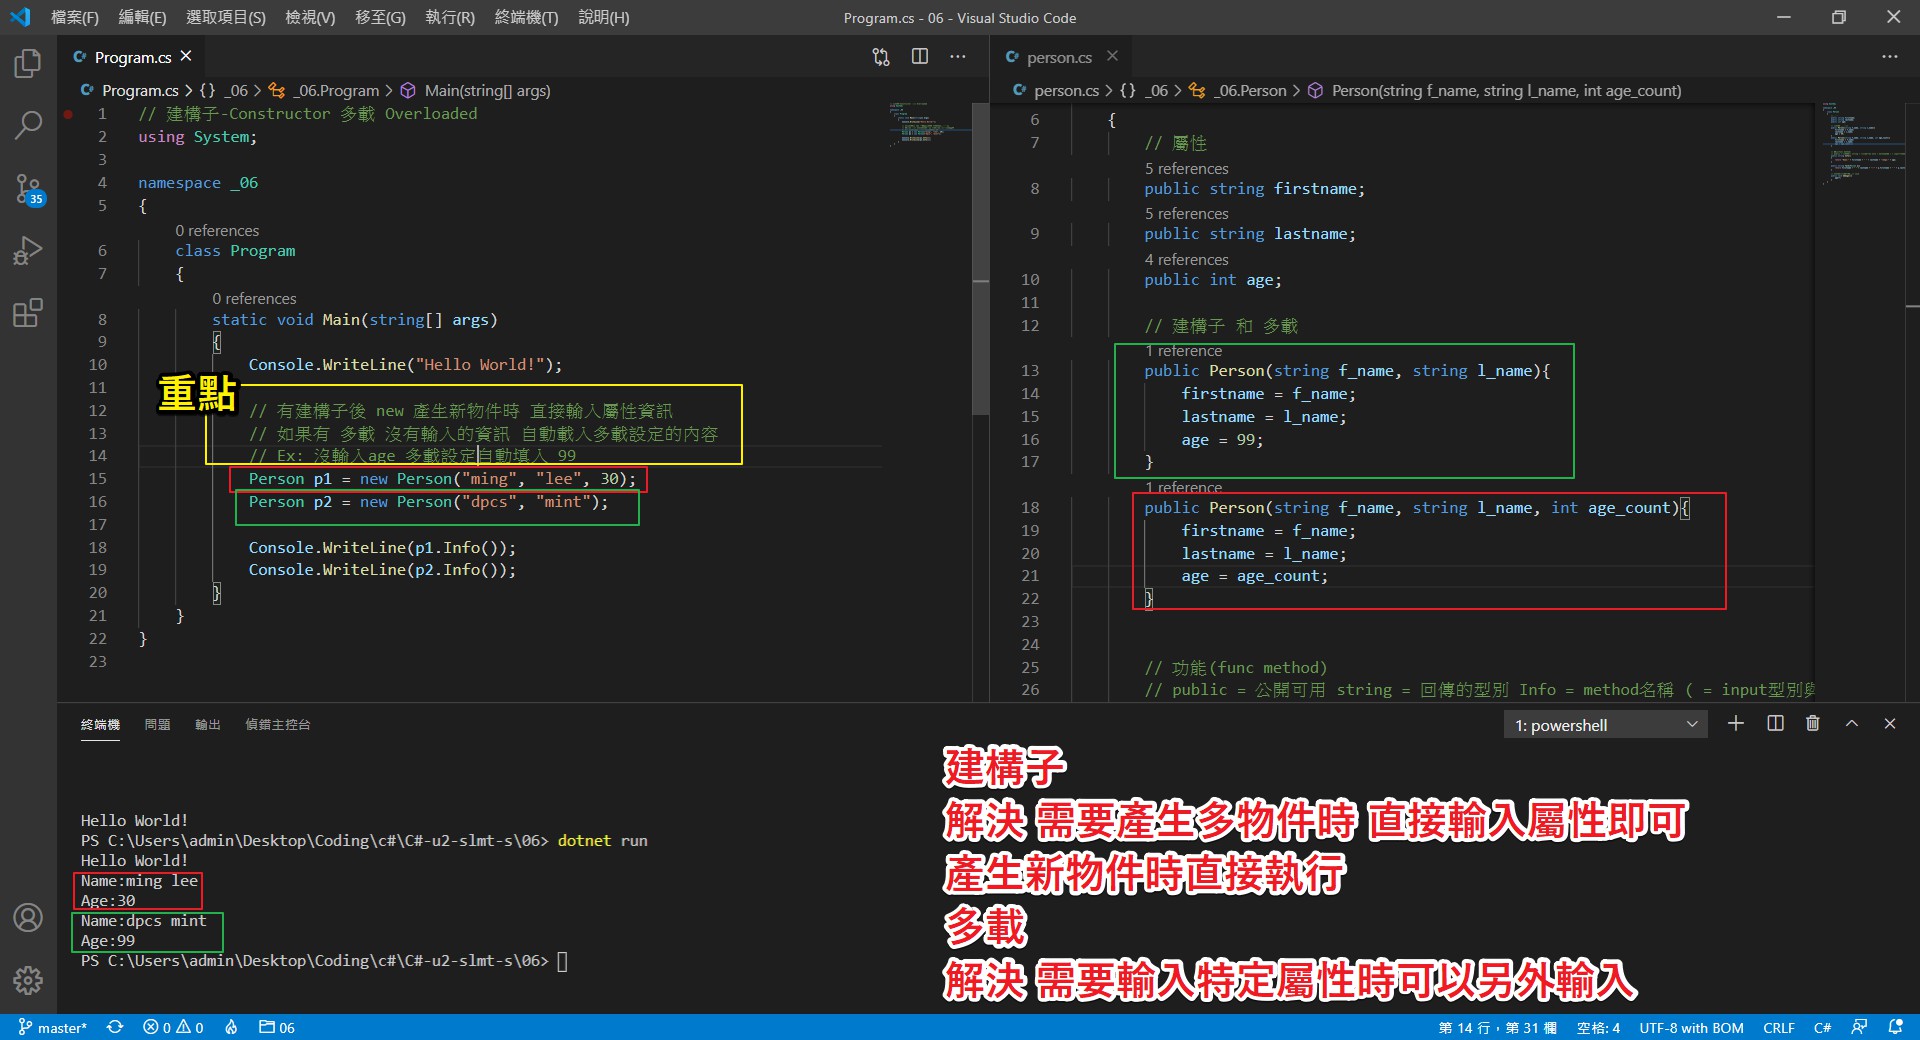 檔案(F) 編輯(E) 選取項目(S) 檢視(V) 移至(G) 執行(R) 終端機(T) 說明(H)
Program.cs - 06 - Visual Studio Code
Program.cs
Program.cs > {} _06 > _06.Program > Main(string[] args)
1 // 建構子-Constructor 多載 Overloaded
2 using System;
3
4 namespace _06
5 {
0 references
6 class Program
7 {
0 references
8 static void Main(string[] args)
9 {
10 Console.WriteLine("Hello World!");
11
重點
12 // 有建構子後 new 產生新物件時 直接輸入屬性資訊
13 // 如果有 多載 沒有輸入的資訊 自動載入多載設定的內容
14 // Ex: 沒輸入age 多載設定自動填入 99
15 Person p1 = new Person("ming", "lee", 30);
16 Person p2 = new Person("dpcs", "mint");
17
18 Console.WriteLine(p1.Info());
19 Console.WriteLine(p2.Info());
20 }
21 }
22 }
23
person.cs
person.cs > {} _06 > _06.Person > Person(string f_name, string l_name, int age_count)
6 {
7 // 屬性
5 references
8 public string firstname;
5 references
9 public string lastname;
4 references
10 public int age;
11
12 // 建構子 和 多載
1 reference
13 public Person(string f_name, string l_name){
14 firstname = f_name;
15 lastname = l_name;
16 age = 99;
17 }
1 reference
18 public Person(string f_name, string l_name, int age_count){
19 firstname = f_name;
20 lastname = l_name;
21 age = age_count;
22 }
23
24
25 // 功能(func method)
26 // public = 公開可用 string = 回傳的型別 Info = method名稱 ( = input型別與
35
終端機 問題 輸出 偵錯主控台
1: powershell
Hello World!
PS C:\Users\admin\Desktop\Coding\c#\C#-u2-slmt-s\06> dotnet run
Hello World!
Name:ming lee
Age:30
Name:dpcs mint
Age:99
PS C:\Users\admin\Desktop\Coding\c#\C#-u2-slmt-s\06>
建構子
解決 需要產生多物件時 直接輸入屬性即可
產生新物件時直接執行
多載
解決 需要輸入特定屬性時可以另外輸入
master* 0 0 06
第 14 行，第 31 欄 空格: 4 UTF-8 with BOM CRLF C#